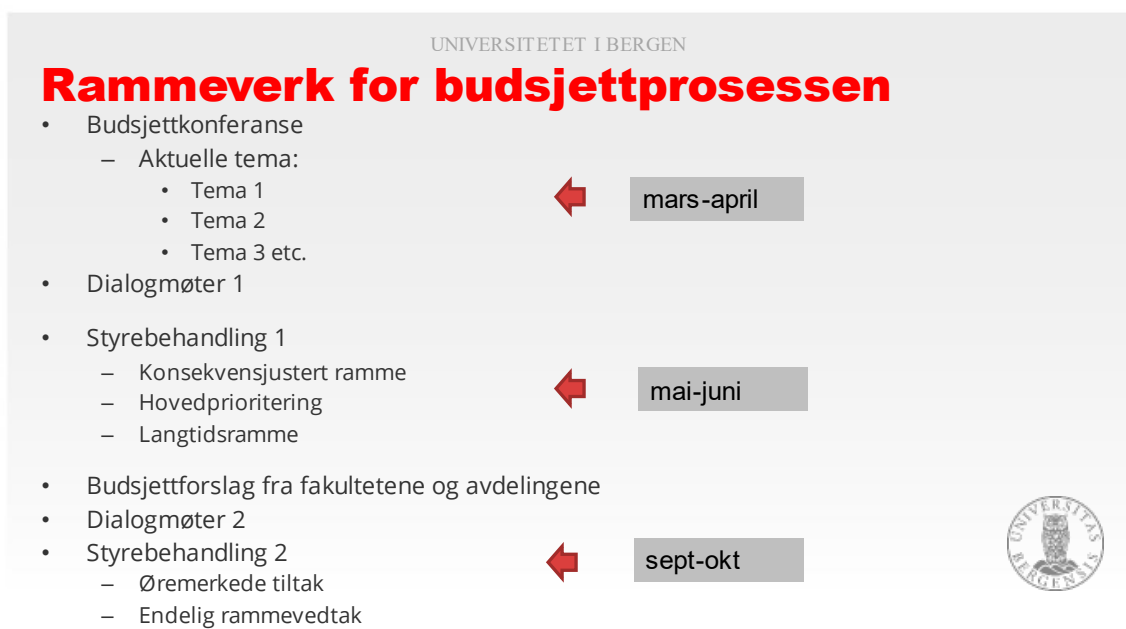 UNIVERSITETET I BERGEN
Rammeverk for budsjettprosessen
• Budsjettkonferanse
– Aktuelle tema:
• Tema 1
• Tema 2
• Tema 3 etc.
mars-april
• Dialogmøter 1
• Styrebehandling 1
– Konsekvensjustert ramme
– Hovedprioritering
– Langtidsramme
mai-juni
• Budsjettforslag fra fakultetene og avdelingene
• Dialogmøter 2
• Styrebehandling 2
– Øremerkede tiltak
– Endelig rammevedtak
sept-okt
UNIVERSITAS BERGENSIS